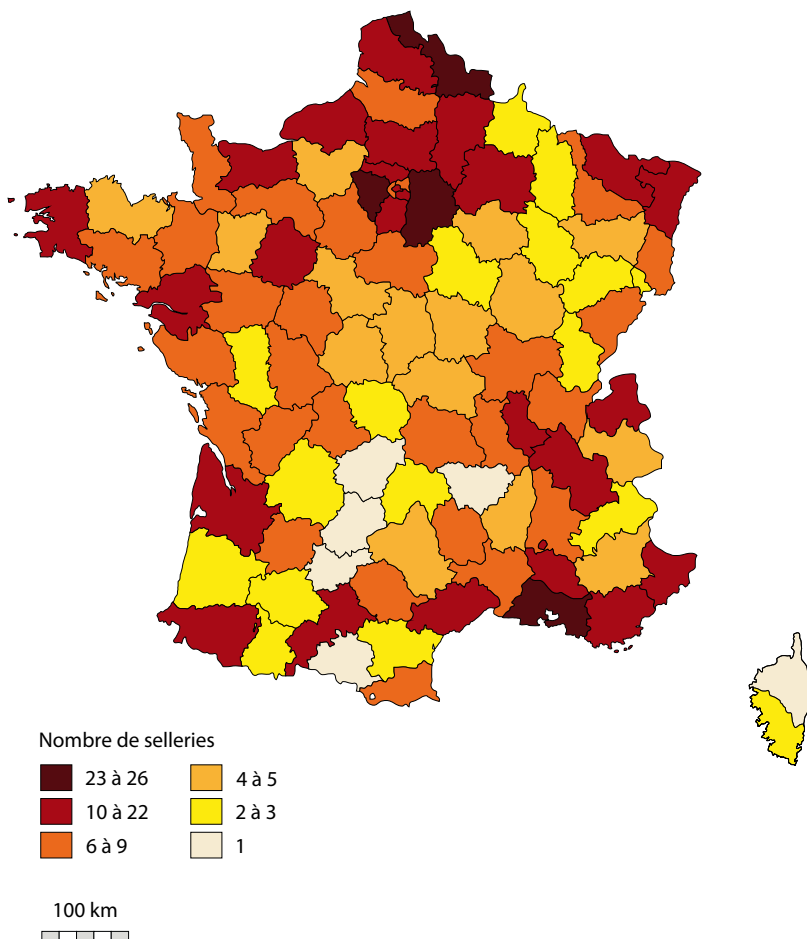 Nombre de selleries
23 à 26
10 à 22
6 à 9
4 à 5
2 à 3
1
100 km